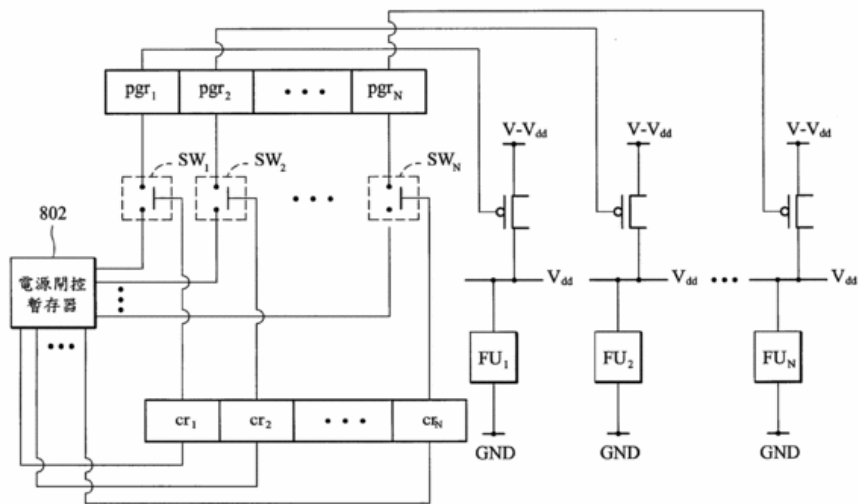 pgr1 pgr2 • • • pgrN
SW1 SW2 • • • SWN
V-Vdd V-Vdd V-Vdd
802
電源閘控
暫存器
Vdd Vdd • • • Vdd
FU1 FU2 FUN
cr1 cr2 • • • crN
GND GND GND